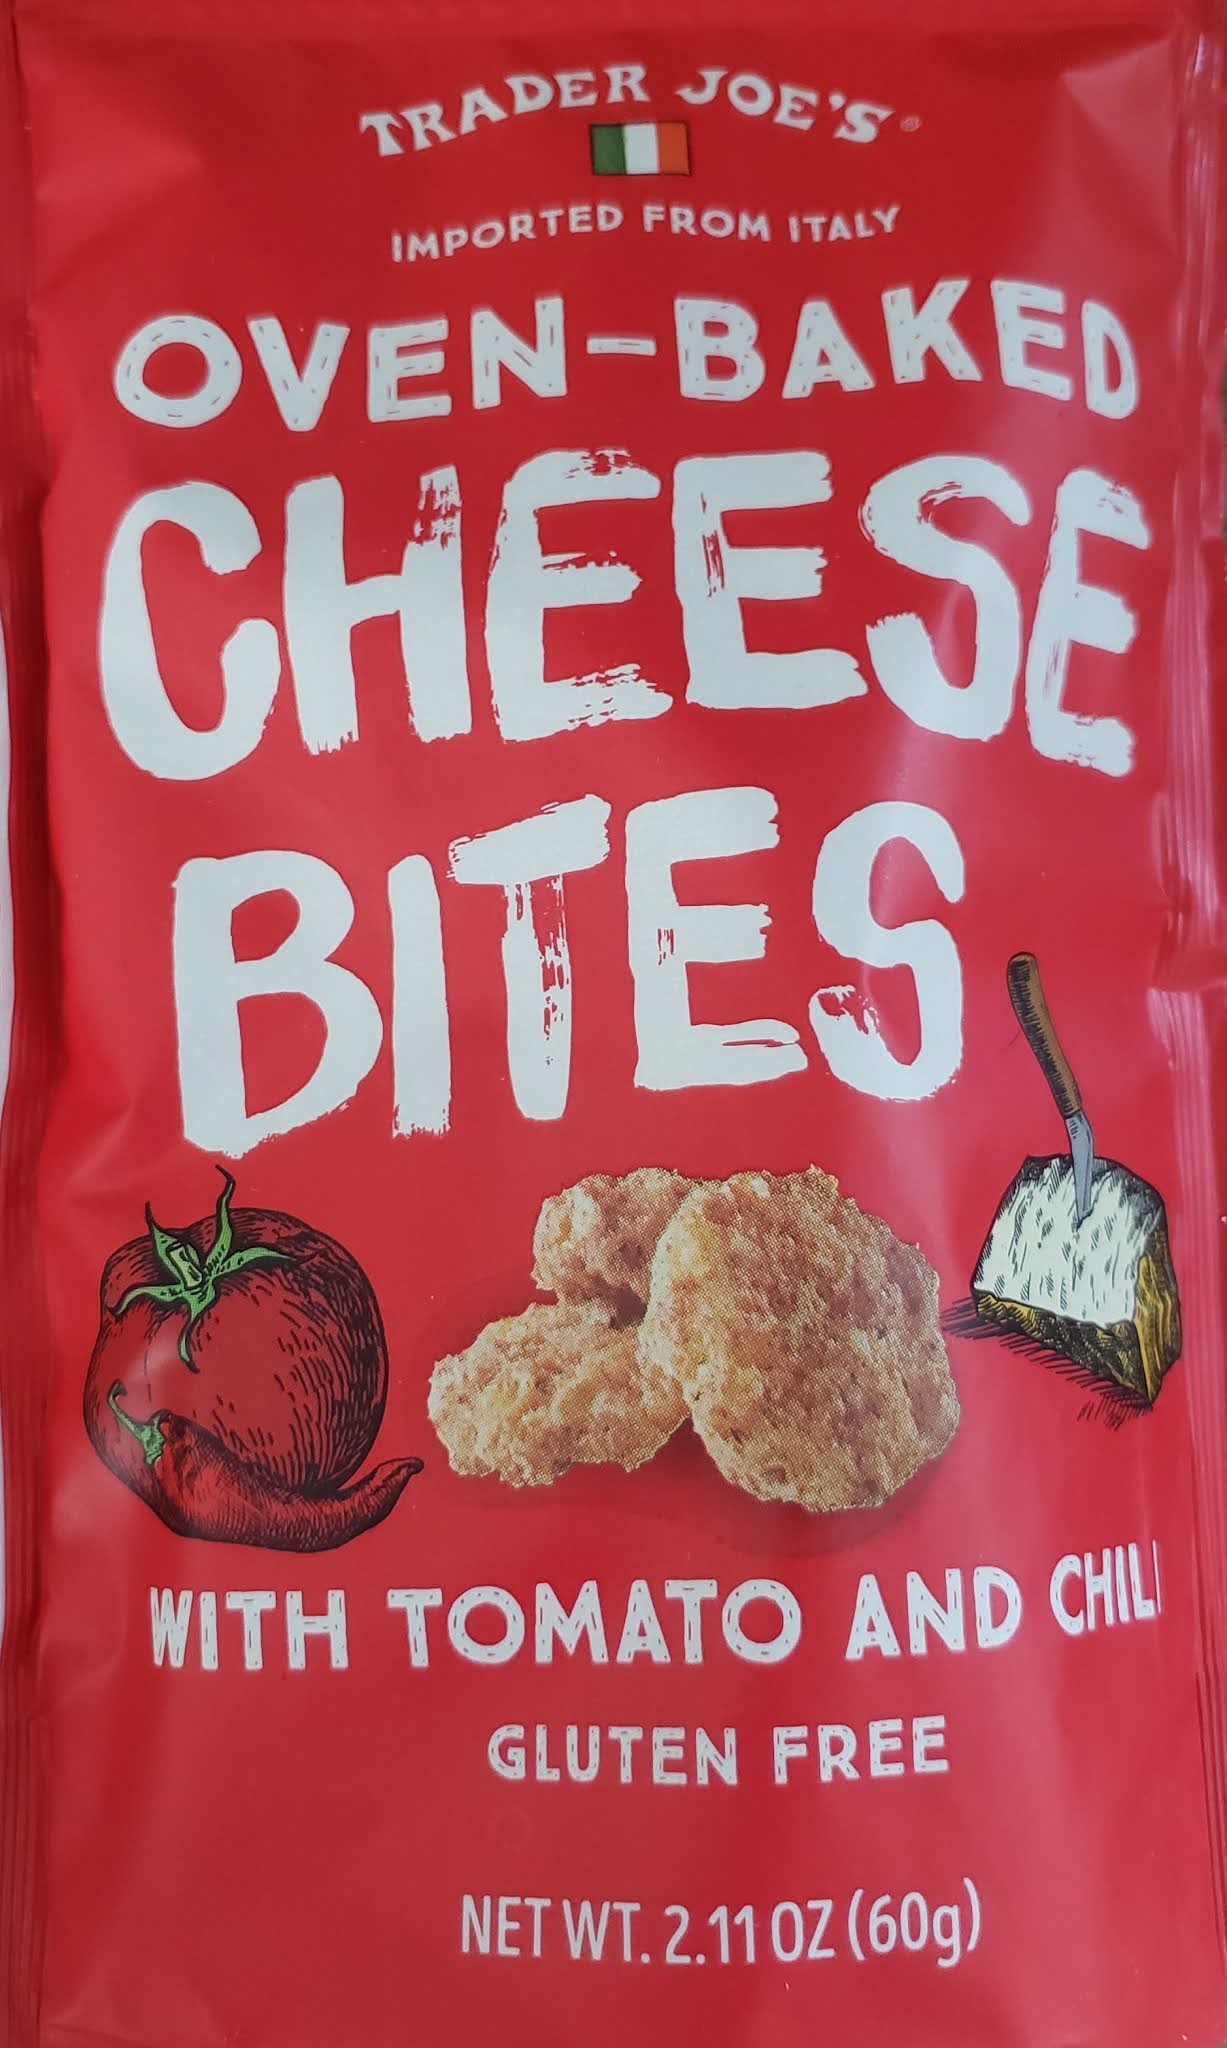 TRADER JOE'S®
IMPORTED FROM ITALY
OVEN-BAKED
CHEESE
BITES
WITH TOMATO AND CHILI
GLUTEN FREE
NET WT. 2.11 OZ (60g)